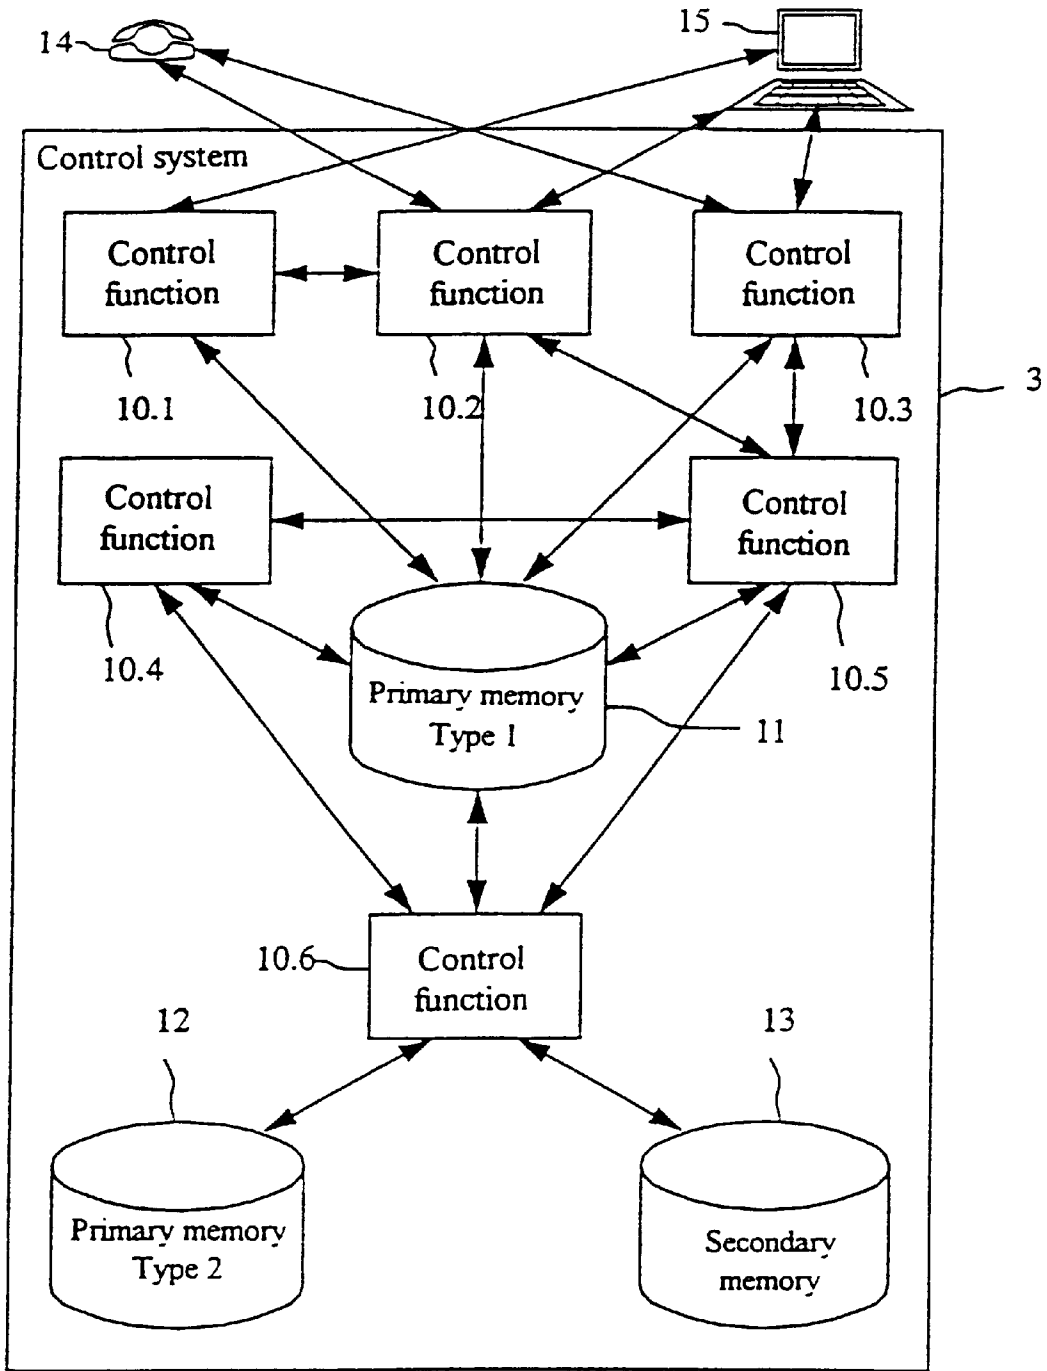 14
15
Control system
Control
function
Control
function
Control
function
10.1
10.2
10.3
3
Control
function
Control
function
10.4
10.5
Primary memory
Type 1
11
10.6
Control
function
12
13
Primary memory
Type 2
Secondary
memory